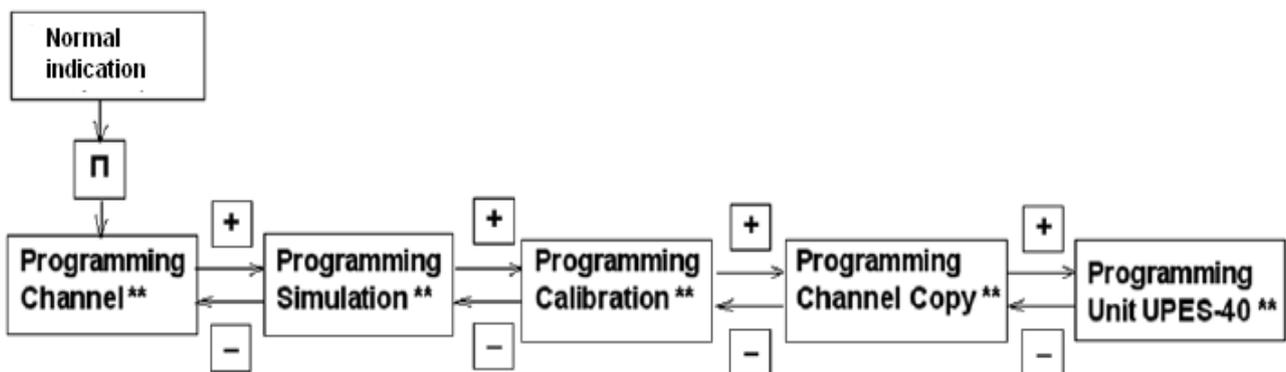 Normal
indication
П
+
+
+
+
Programming
Channel **
Programming
Simulation **
Programming
Calibration **
Programming
Channel Copy **
Programming
Unit UPES-40 **
–
–
–
–